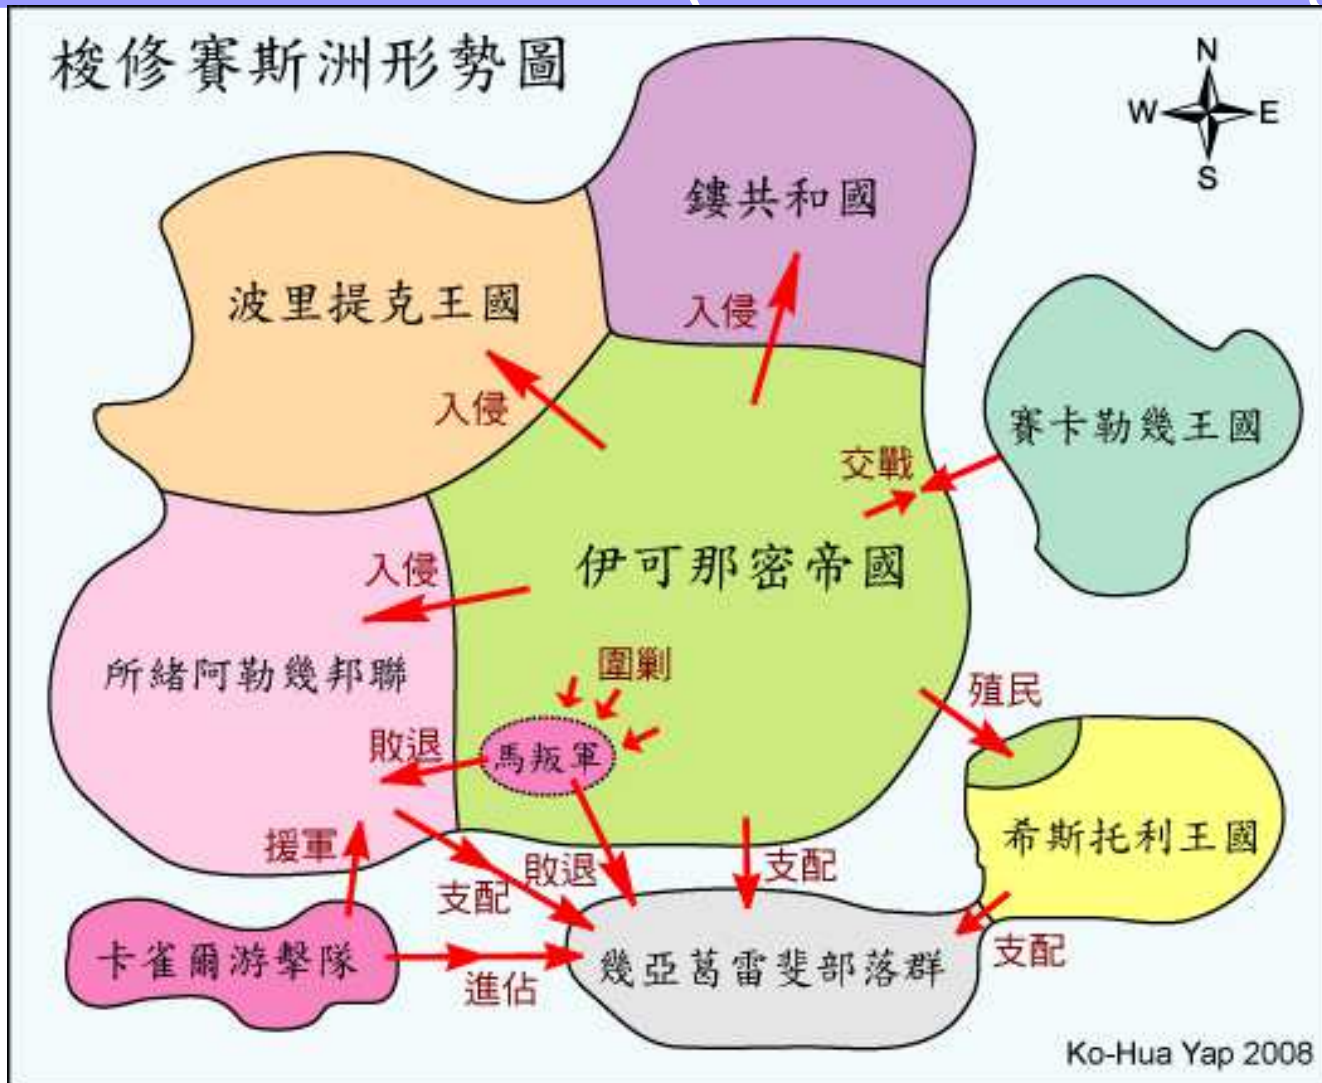 梭修賽斯洲形勢圖
N
W E
S
鏤共和國
波里提克王國
入侵
入侵
賽卡勒幾王國
交戰
伊可那密帝國
入侵
所緒阿勒幾邦聯
圍剿
殖民
敗退
馬叛軍
援軍
希斯托利王國
支配
敗退
支配
卡雀爾游擊隊
進佔
幾亞葛雷斐部落群
支配
Ko-Hua Yap 2008